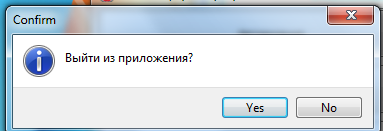 Confirm
Выйти из приложения?
Yes No